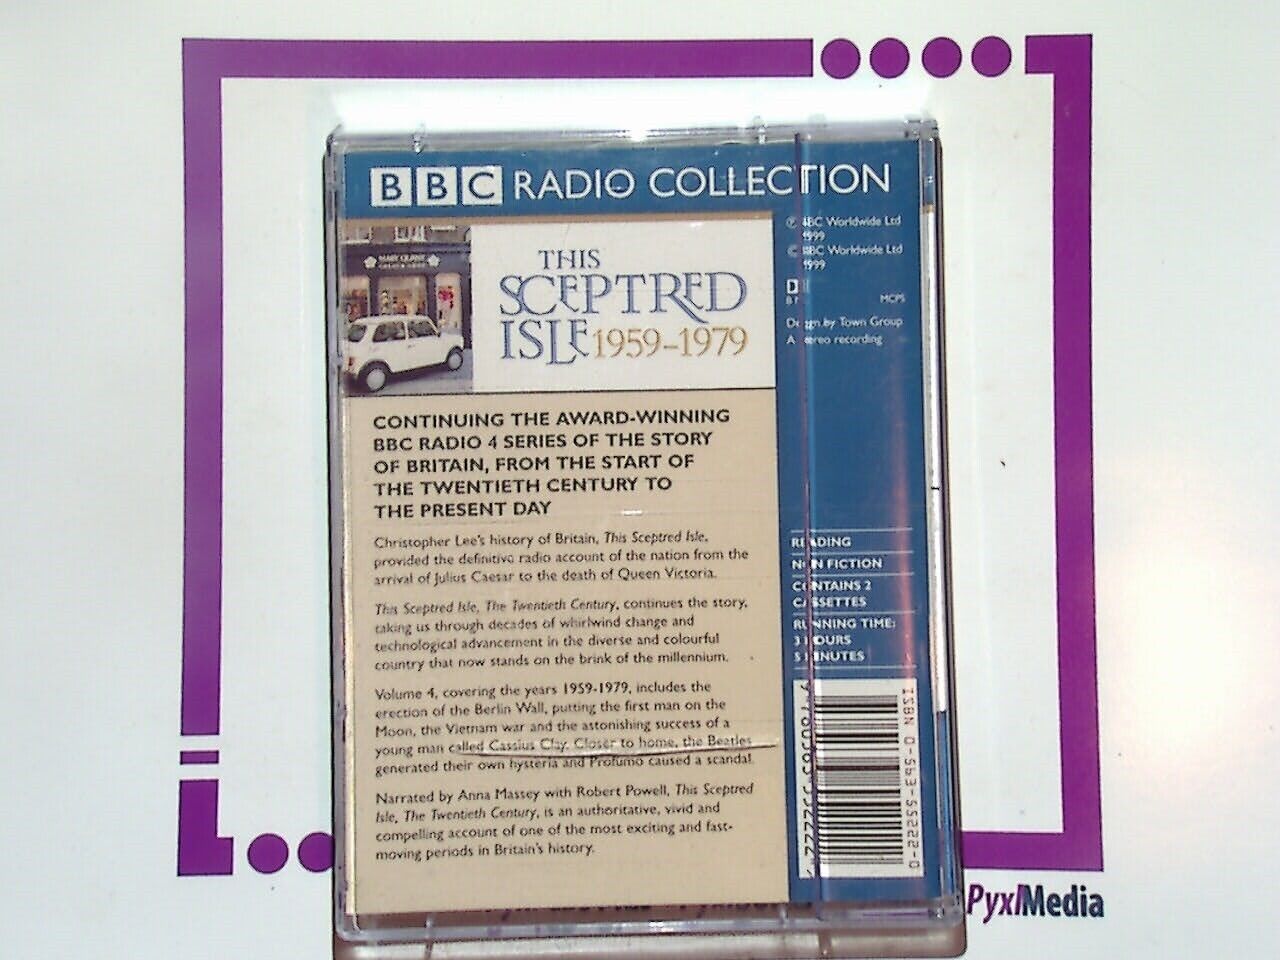 BBC RADIO COLLECTION
MARY QUANT
THIS
SCEPTRED
ISLE 1959-1979
CONTINUING THE AWARD-WINNING
BBC RADIO 4 SERIES OF THE STORY
OF BRITAIN, FROM THE START OF
THE TWENTIETH CENTURY TO
THE PRESENT DAY
Christopher Lee's history of Britain, This Sceptred Isle,
provided the definitive radio account of the nation from the
arrival of Julius Caesar to the death of Queen Victoria.
This Sceptred Isle, The Twentieth Century, continues the story,
taking us through decades of whirlwind change and
technological advancement in the diverse and colourful
country that now stands on the brink of the millennium.
Volume 4, covering the years 1959-1979, includes the
erection of the Berlin Wall, putting the first man on the
Moon, the Vietnam war and the astonishing success of a
young man called Cassius Clay. Closer to home, the Beatles
generated their own hysteria and Profumo caused a scandal.
Narrated by Anna Massey with Robert Powell, This Sceptred
Isle, The Twentieth Century, is an authoritative, vivid and
compelling account of one of the most exciting and fast-
moving periods in Britain's history.
℗ BBC Worldwide Ltd
1999
© BBC Worldwide Ltd
1999
MCPS
Design by Town Group
A stereo recording
READING
NON FICTION
CONTAINS 2
CASSETTES
RUNNING TIME:
3 HOURS
5 MINUTES
ISBN 0-563-55222-0
PyxlMedia